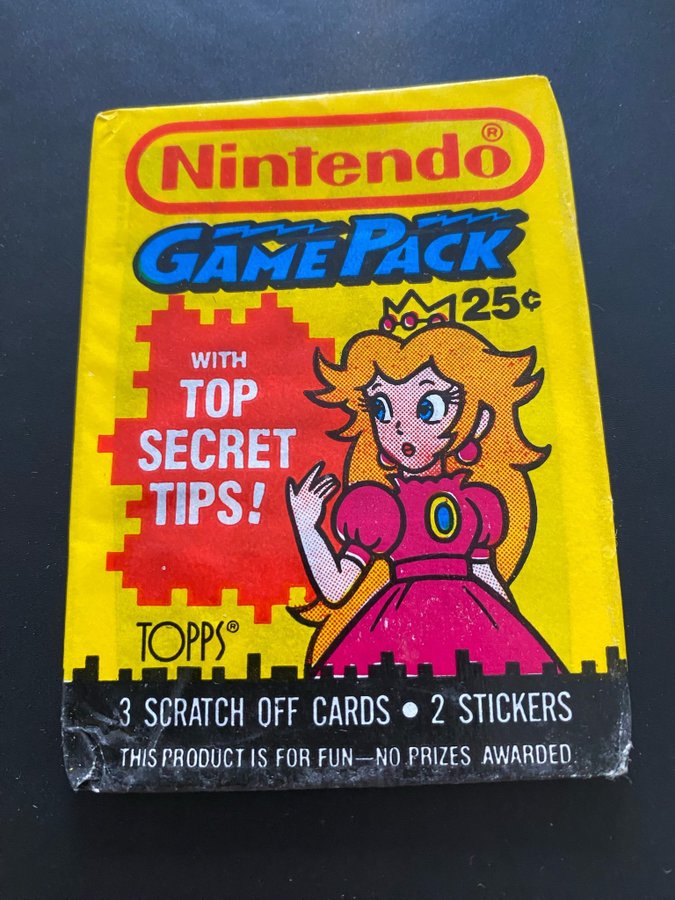 Nintendo®
GAME PACK
25¢
WITH
TOP
SECRET
TIPS!
TOPPS®
3 SCRATCH OFF CARDS • 2 STICKERS
THIS PRODUCT IS FOR FUN—NO PRIZES AWARDED.